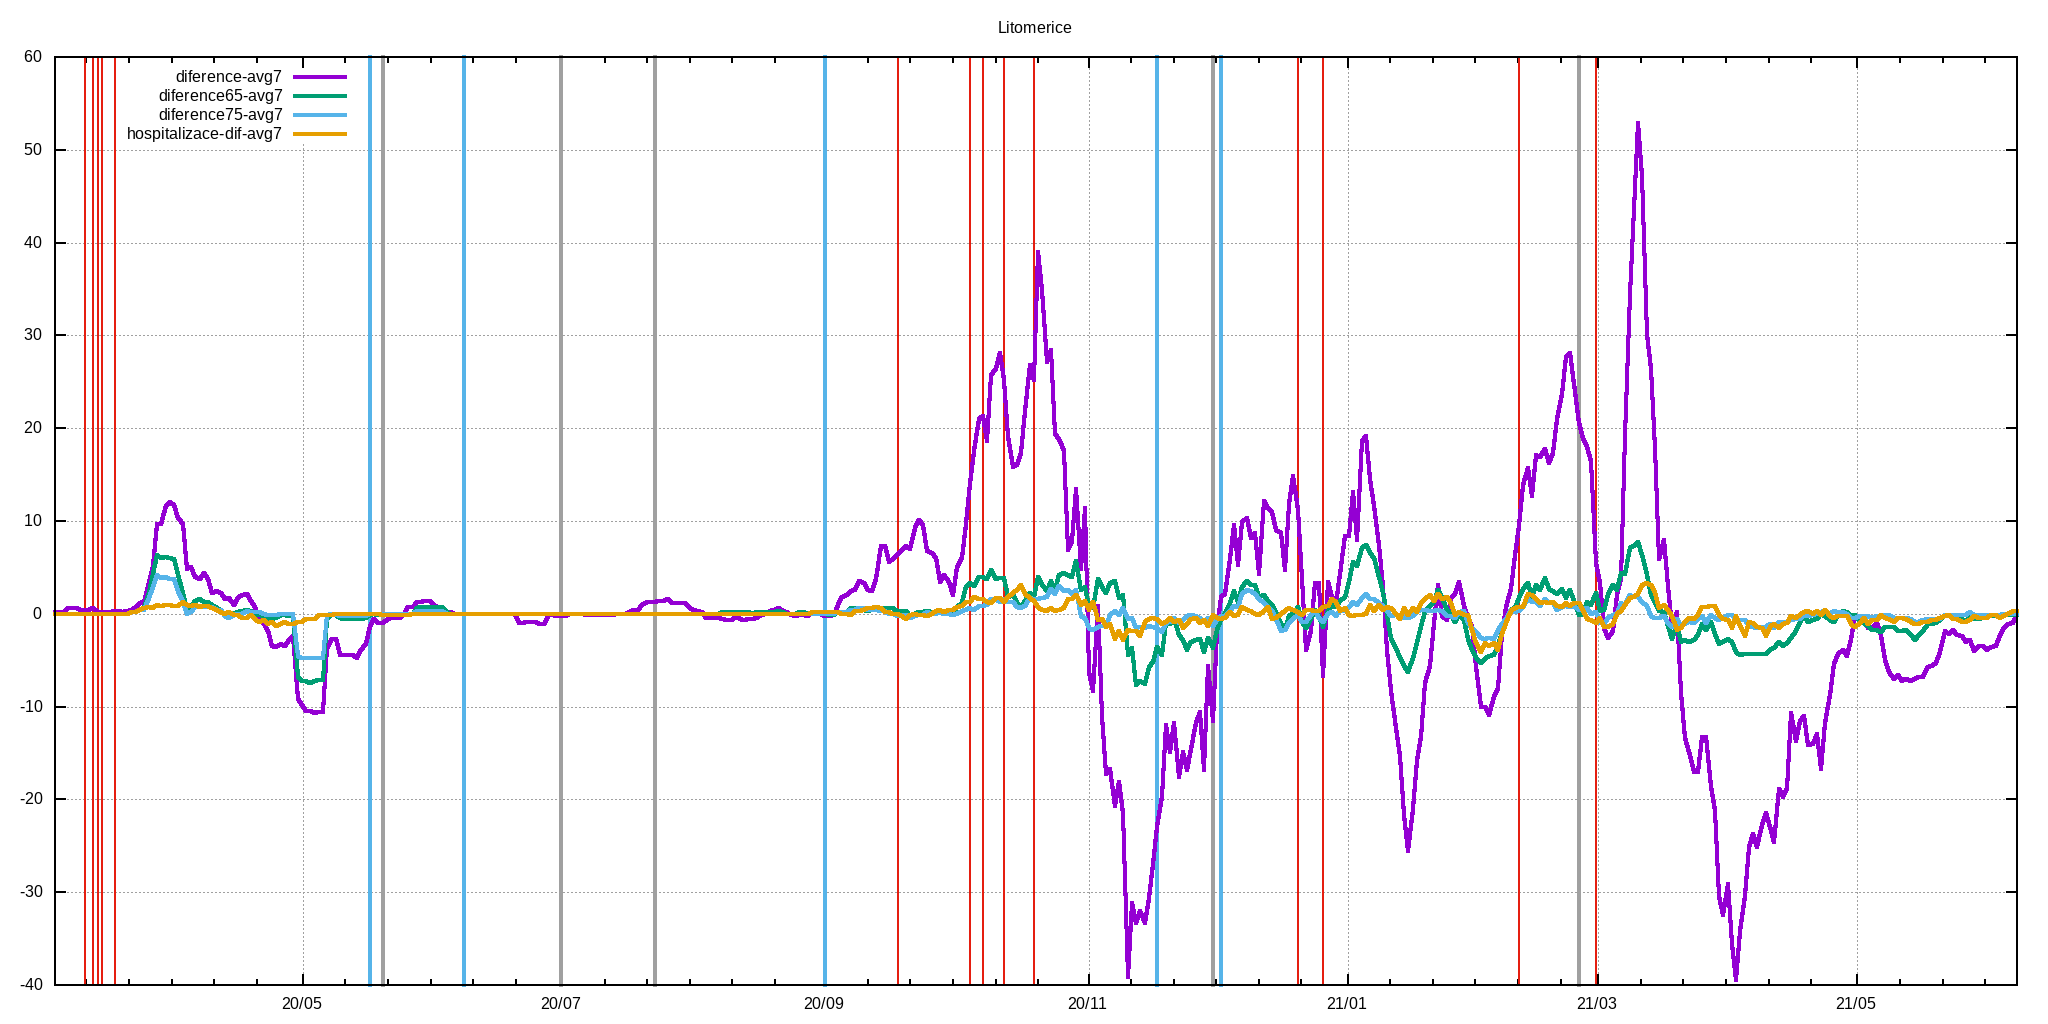 Litomerice
diference-avg7
diference65-avg7
diference75-avg7
hospitalizace-dif-avg7
60
50
40
30
20
10
0
-10
-20
-30
-40
20/05 20/07 20/09 20/11 21/01 21/03 21/05